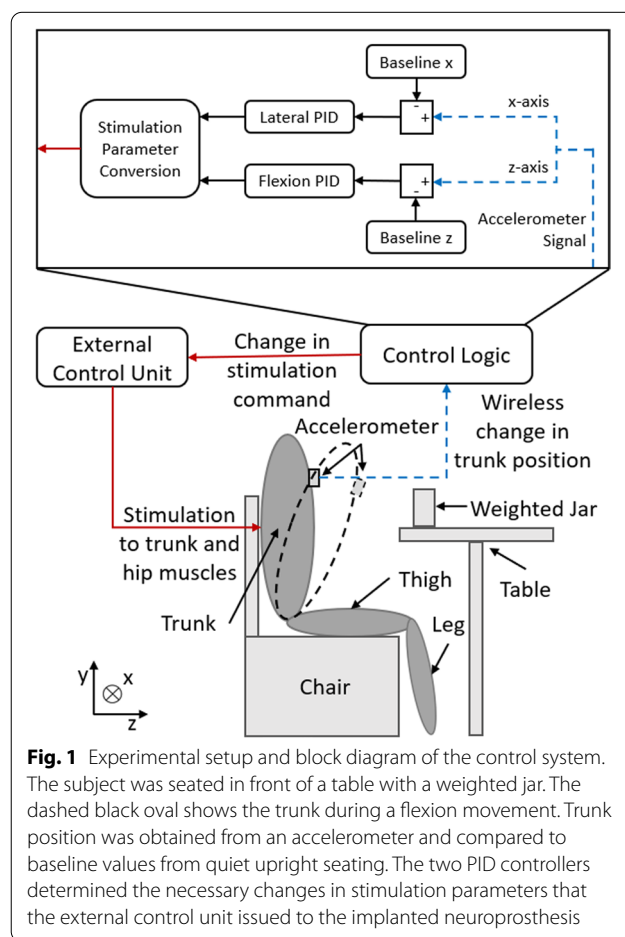 Baseline x
x-axis
-
+
Lateral PID
Stimulation
Parameter
Conversion
z-axis
Flexion PID
+
-
Baseline z
Accelerometer
Signal
External
Control Unit
Change in
stimulation
command
Control Logic
Accelerometer
Wireless
change in
trunk position
Stimulation
to trunk and
hip muscles
Weighted Jar
Table
Thigh
Trunk
Leg
Chair
y
x
z
Fig. 1 Experimental setup and block diagram of the control system.
The subject was seated in front of a table with a weighted jar. The
dashed black oval shows the trunk during a flexion movement. Trunk
position was obtained from an accelerometer and compared to
baseline values from quiet upright seating. The two PID controllers
determined the necessary changes in stimulation parameters that
the external control unit issued to the implanted neuroprosthesis